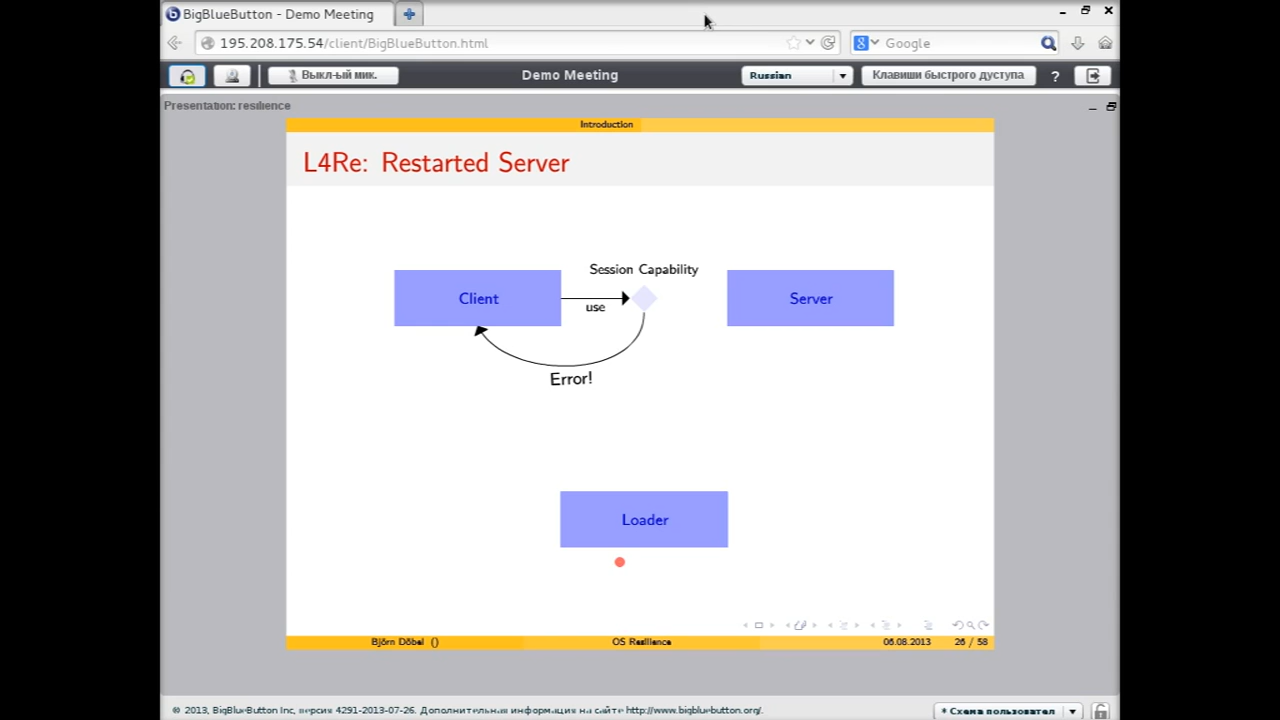 BigBlueButton - Demo Meeting
195.208.175.54/client/BigBlueButton.html
Google
Выкл-ый мик.
Demo Meeting
Russian
Клавиши быстрого доступа
?
Presentation: resilience
Introduction
L4Re: Restarted Server
Session Capability
Client
use
Server
Error!
Loader
Björn Döbel ()
OS Resilience
06.08.2013
26 / 58
© 2013, BigBlueButton Inc, версия 4291-2013-07-26. Дополнительная информация на сайте http://www.bigbluebutton.org/.
* Схема пользовател